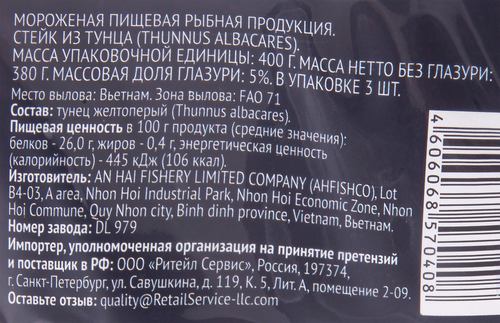 МОРОЖЕНАЯ ПИЩЕВАЯ РЫБНАЯ ПРОДУКЦИЯ.
СТЕЙК ИЗ ТУНЦА (THUNNUS ALBACARES).
МАССА УПАКОВОЧНОЙ ЕДИНИЦЫ: 400 Г. МАССА НЕТТО БЕЗ ГЛАЗУРИ:
380 Г. МАССОВАЯ ДОЛЯ ГЛАЗУРИ: 5%. В УПАКОВКЕ 3 ШТ.
Место вылова: Вьетнам. Зона вылова: FAO 71
Состав: тунец желтоперый (Thunnus albacares).
Пищевая ценность в 100 г продукта (средние значения):
белков - 26,0 г, жиров - 0,4 г, энергетическая ценность
(калорийность) - 445 кДж (106 ккал).
Изготовитель: AN HAI FISHERY LIMITED COMPANY (AHFISHCO), Lot
B4-03, A area, Nhon Hoi Industrial Park, Nhon Hoi Economic Zone, Nhon
Hoi Commune, Quy Nhon city, Binh dinh province, Vietnam, Вьетнам.
Номер завода: DL 979
Импортер, уполномоченная организация на принятие претензий
и поставщик в РФ: ООО «Ритейл Сервис», Россия, 197374,
г. Санкт-Петербург, ул. Савушкина, д. 119, К. 5, Лит. А, помещение 2-09.
Оставьте отзыв: quality@RetailService-llc.com
4 606068 570408